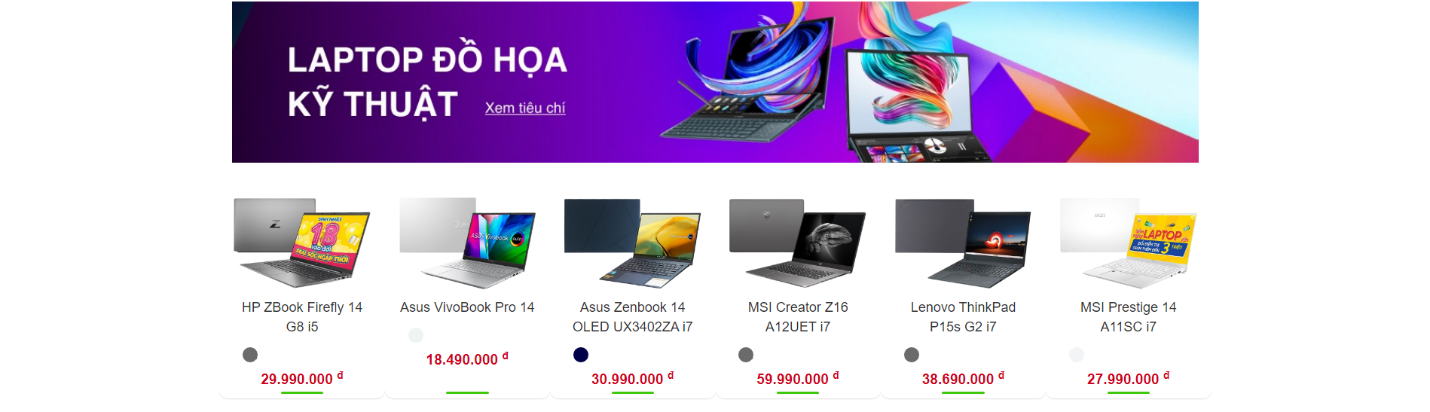 LAPTOP ĐỒ HỌA
KỸ THUẬT
Xem tiêu chí
18
LAPTOP
3
HP ZBook Firefly 14
G8 i5
Asus VivoBook Pro 14
Asus Zenbook 14
OLED UX3402ZA i7
MSI Creator Z16
A12UET i7
Lenovo ThinkPad
P15s G2 i7
MSI Prestige 14
A11SC i7
29.990.000 đ
18.490.000 đ
30.990.000 đ
59.990.000 đ
38.690.000 đ
27.990.000 đ